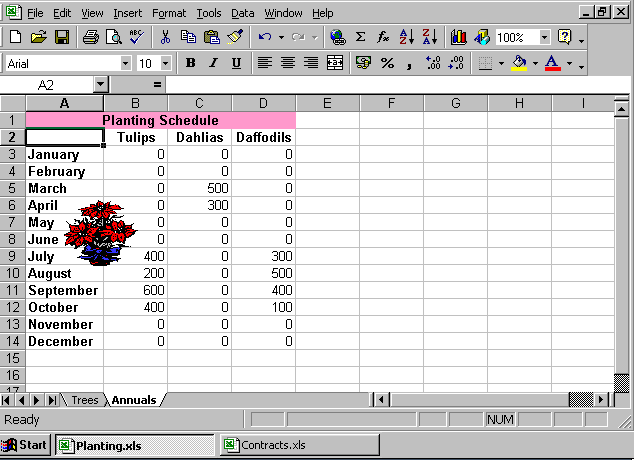 File Edit View Insert Format Tools Data Window Help
ABC Σ fx A Z Z A 100% ?
Arial 10 B I U $ % , A
A2 =
A B C D E F G H I
1 Planting Schedule
2 Tulips Dahlias Daffodils
3 January 0 0 0
4 February 0 0 0
5 March 0 500 0
6 April 0 300 0
7 May 0 0 0
8 June 0 0 0
9 July 400 0 300
10 August 200 0 500
11 September 600 0 400
12 October 400 0 100
13 November 0 0 0
14 December 0 0 0
15
16
17
Trees Annuals
Ready NUM
Start Planting.xls Contracts.xls